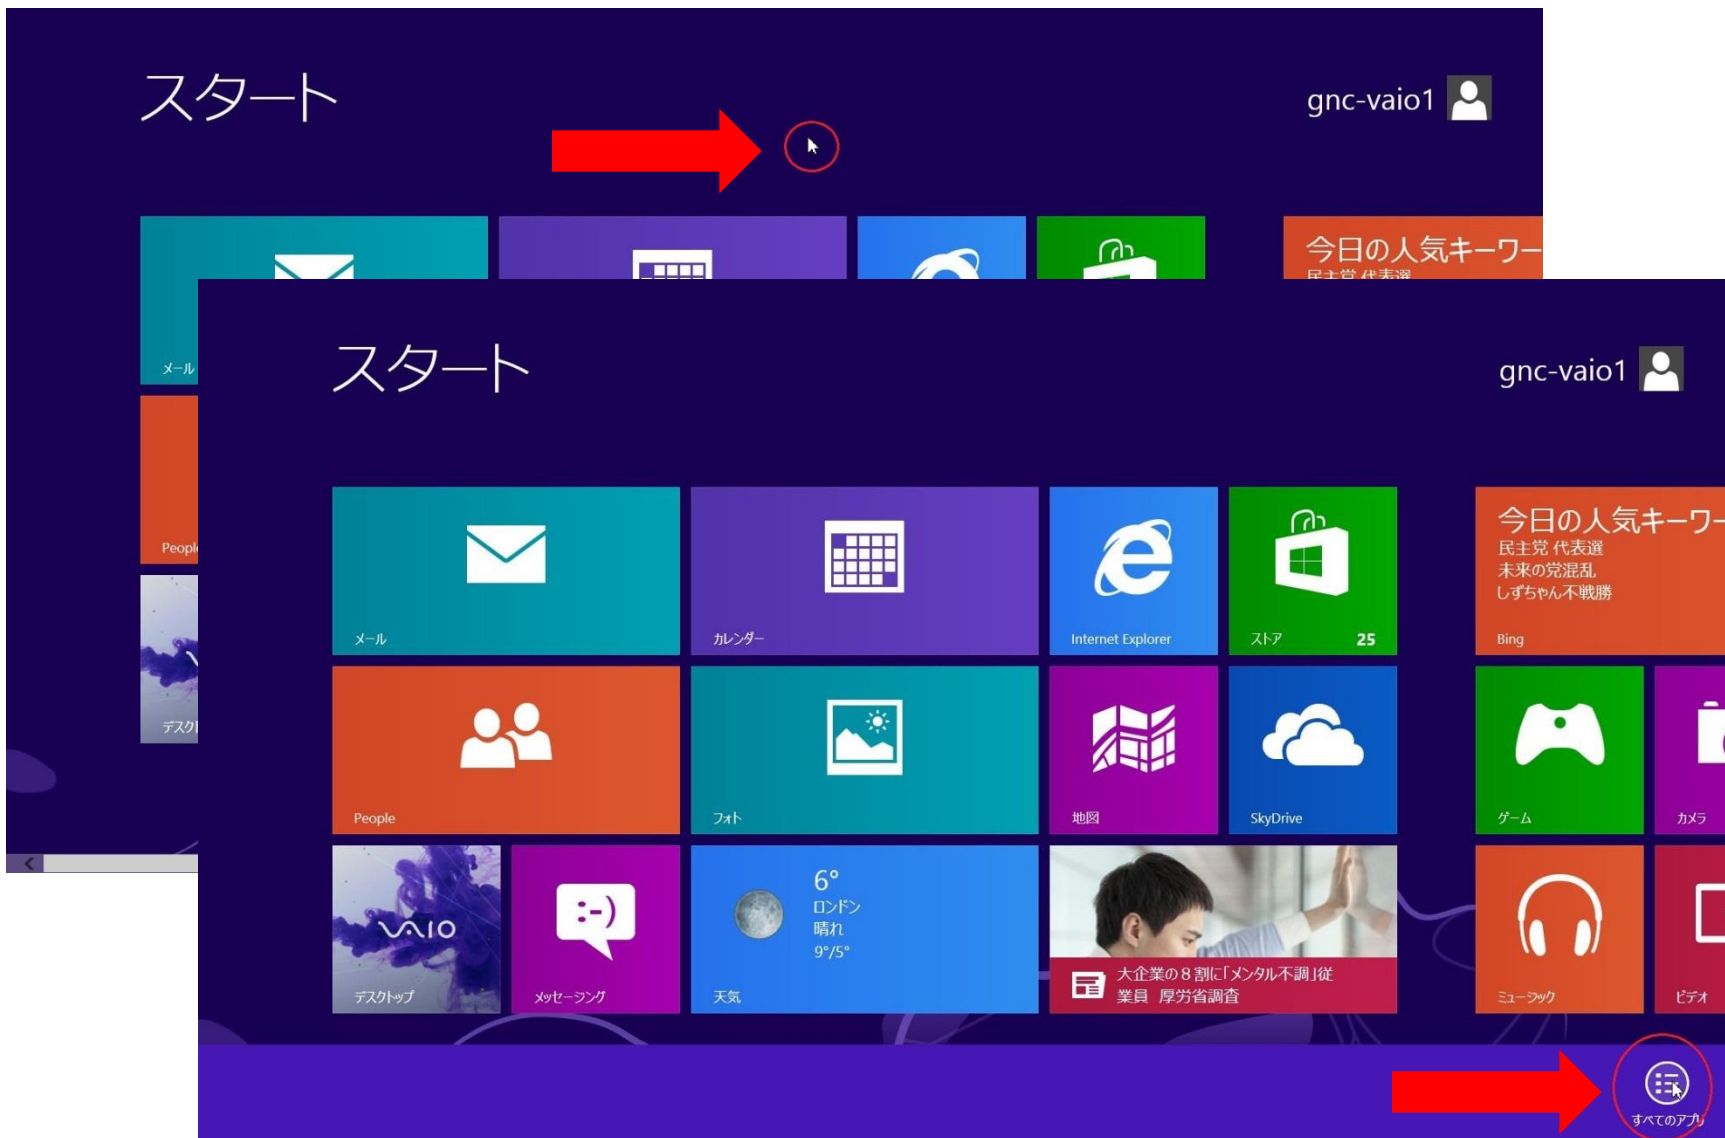 スタート
gnc-vaio1
今日の人気キーワー
民主党 代表選
メール
People
デスクト
スタート
gnc-vaio1
メール
カレンダー
Internet Explorer
ストア 25
今日の人気キーワー
民主党 代表選
未来の党混乱
しずちゃん不戦勝
Bing
People
フォト
地図
SkyDrive
ゲーム
カメラ
VAIO
デスクトップ
:-)
メッセージング
6°
ロンドン
晴れ
9°/5°
天気
大企業の8割に「メンタル不調」従
業員 厚労省調査
ミュージック
ビデオ
すべてのアプリ